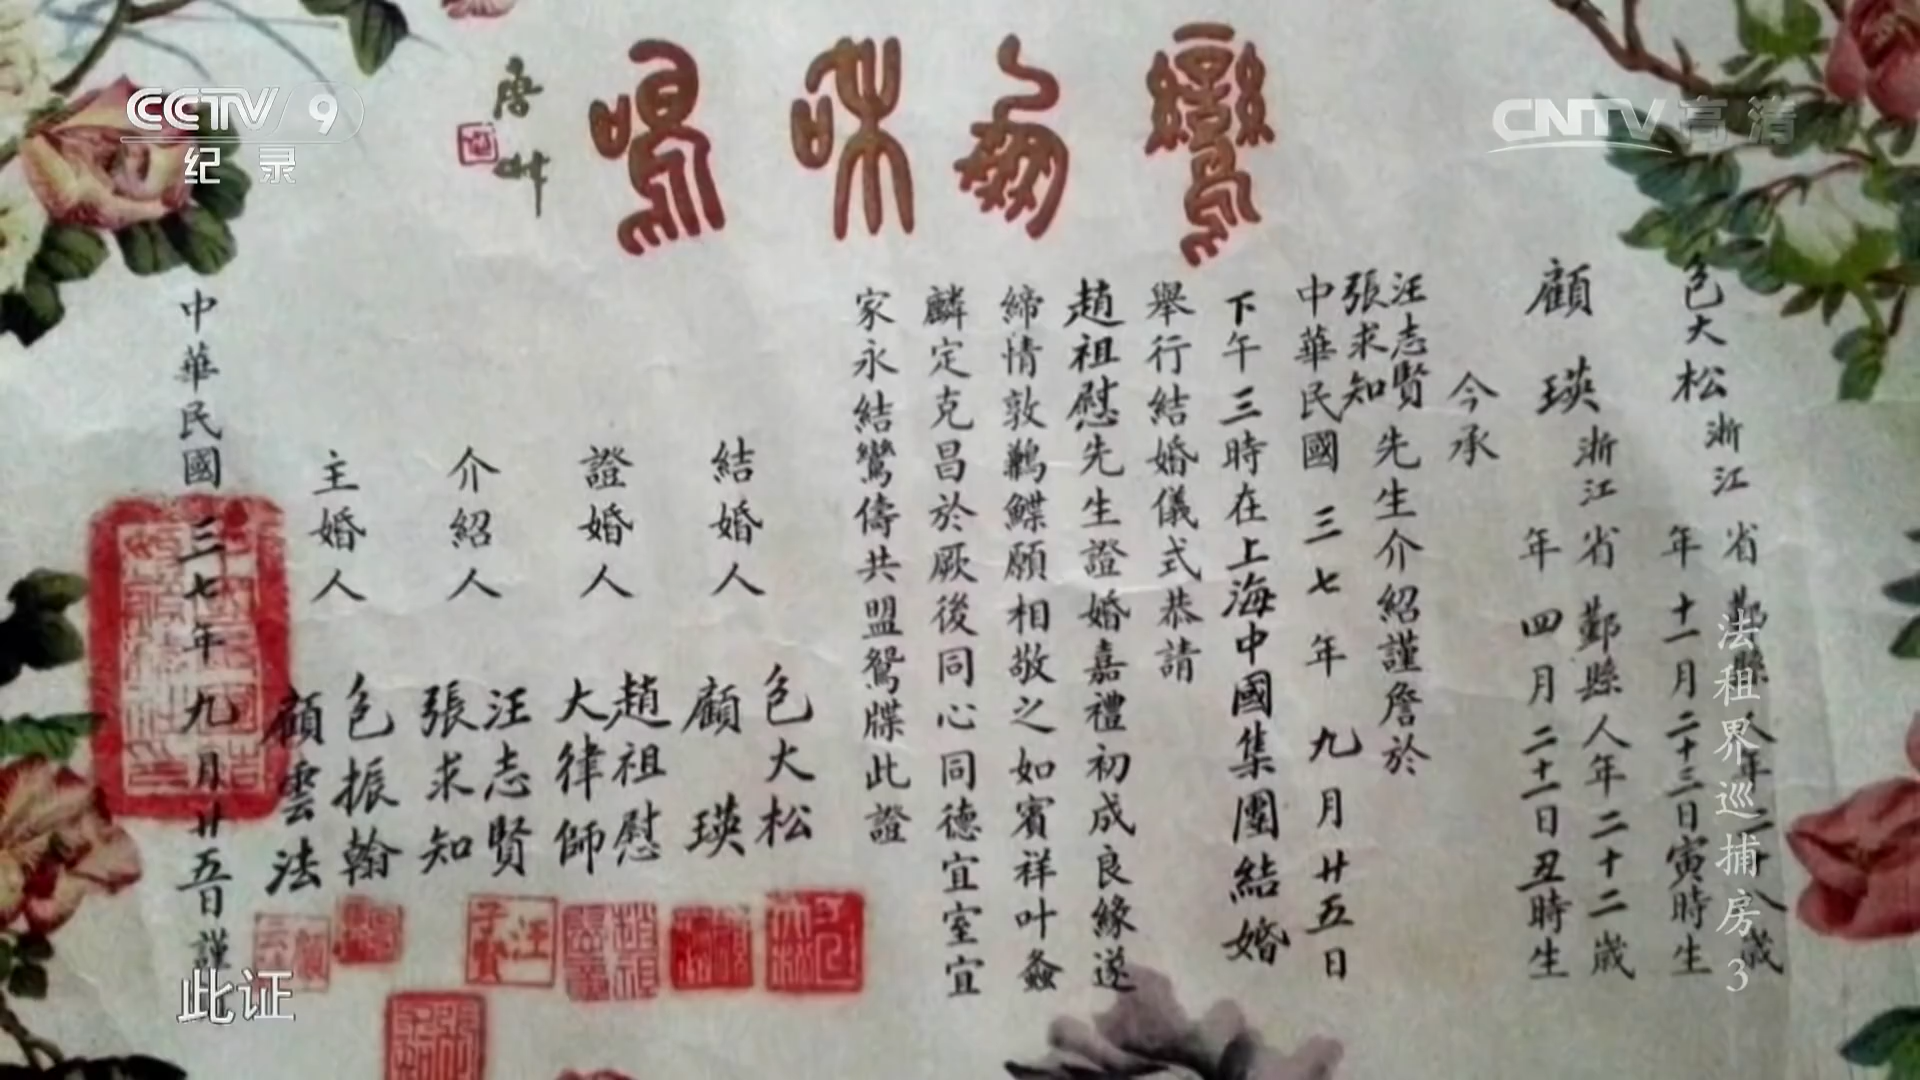 CCTV 9
纪录
CNTV高清
鸞鳳和鳴
唐竹
色大松浙江省鄞縣人年二十八歲
年十一月二十三日寅時生
顧瑛浙江省鄞縣人年二十二歲
年四月二十一日丑時生
今承
汪志賢
張求知
先生介紹謹詹於
中華民國三七年九月廿五日
下午三時在上海中國集團結婚
舉行結婚儀式恭請
趙祖慰先生證婚嘉禮初成良緣遂
締情敦鶼鰈願相敬之如賓祥叶螽
麟定克昌於厥後同心同德宜室宜
家永結鸞儔共盟鴛牒此證
結婚人
色大松
顧瑛
證婚人
趙祖慰
大律師
介紹人
汪志賢
張求知
主婚人
色振翰
顧雲法
中華民國三七年九月廿五日謹
法租界巡捕房 3
此证